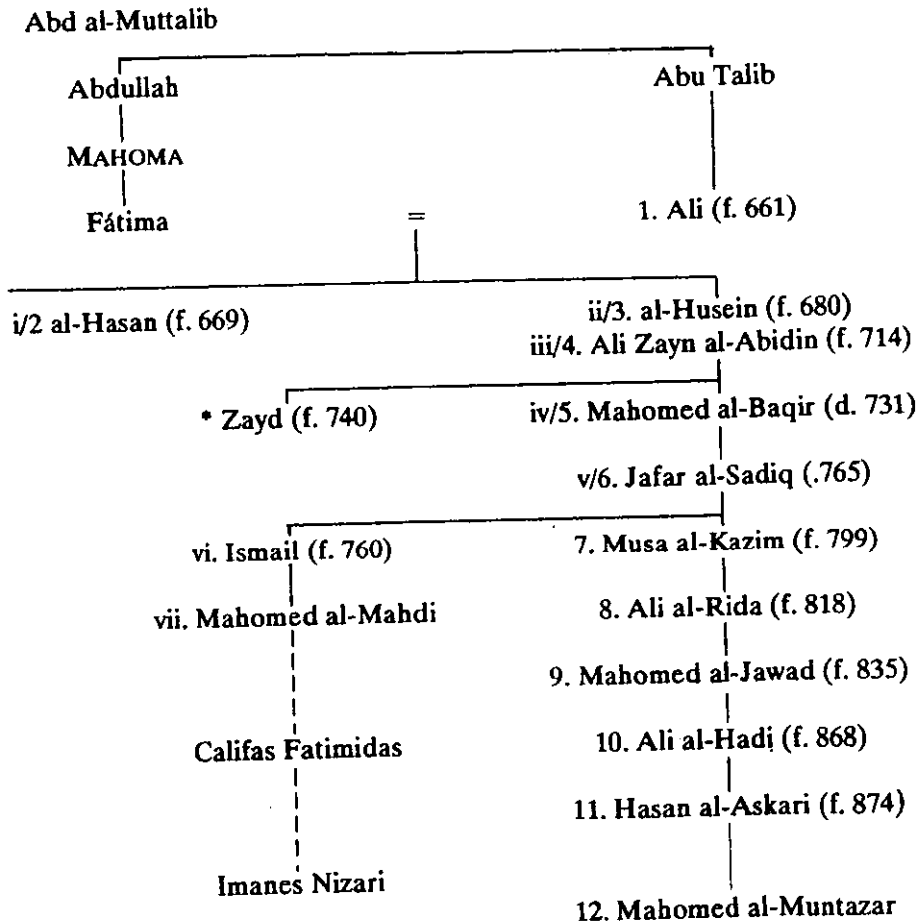 Abd al-Muttalib
Abdullah Abu Talib
MAHOMA
Fátima = 1. Ali (f. 661)
i/2 al-Hasan (f. 669) ii/3. al-Husein (f. 680)
iii/4. Ali Zayn al-Abidin (f. 714)
* Zayd (f. 740) iv/5. Mahomed al-Baqir (d. 731)
v/6. Jafar al-Sadiq (.765)
vi. Ismail (f. 760) 7. Musa al-Kazim (f. 799)
vii. Mahomed al-Mahdi 8. Ali al-Rida (f. 818)
9. Mahomed al-Jawad (f. 835)
Califas Fatimidas 10. Ali al-Hadi (f. 868)
11. Hasan al-Askari (f. 874)
Imanes Nizari
12. Mahomed al-Muntazar